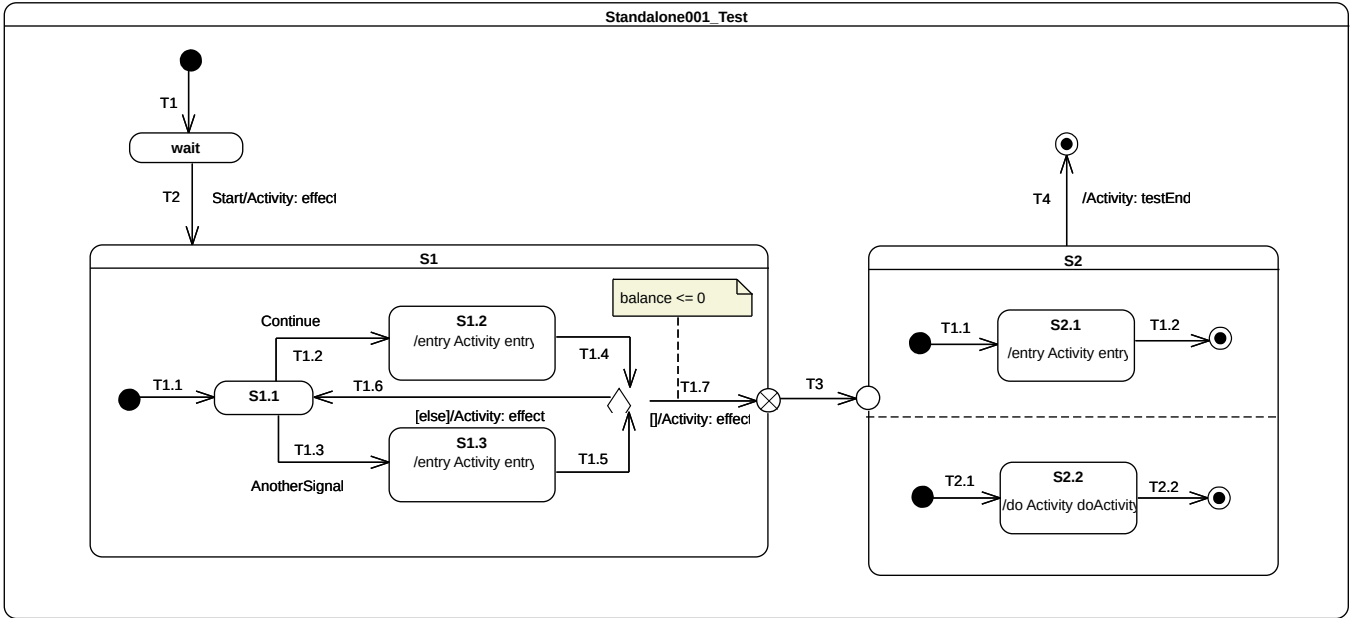 Standalone001_Test
T1
wait
T2
Start/Activity: effect
T4
/Activity: testEnd
S1
S2
balance <= 0
Continue
S1.2
/entry Activity entry
T1.2
T1.4
T1.1
S1.1
T1.6
T1.7
[else]/Activity: effect
[]/Activity: effect
T3
T1.3
AnotherSignal
S1.3
/entry Activity entry
T1.5
T1.1
S2.1
/entry Activity entry
T1.2
T2.1
S2.2
/do Activity doActivity
T2.2